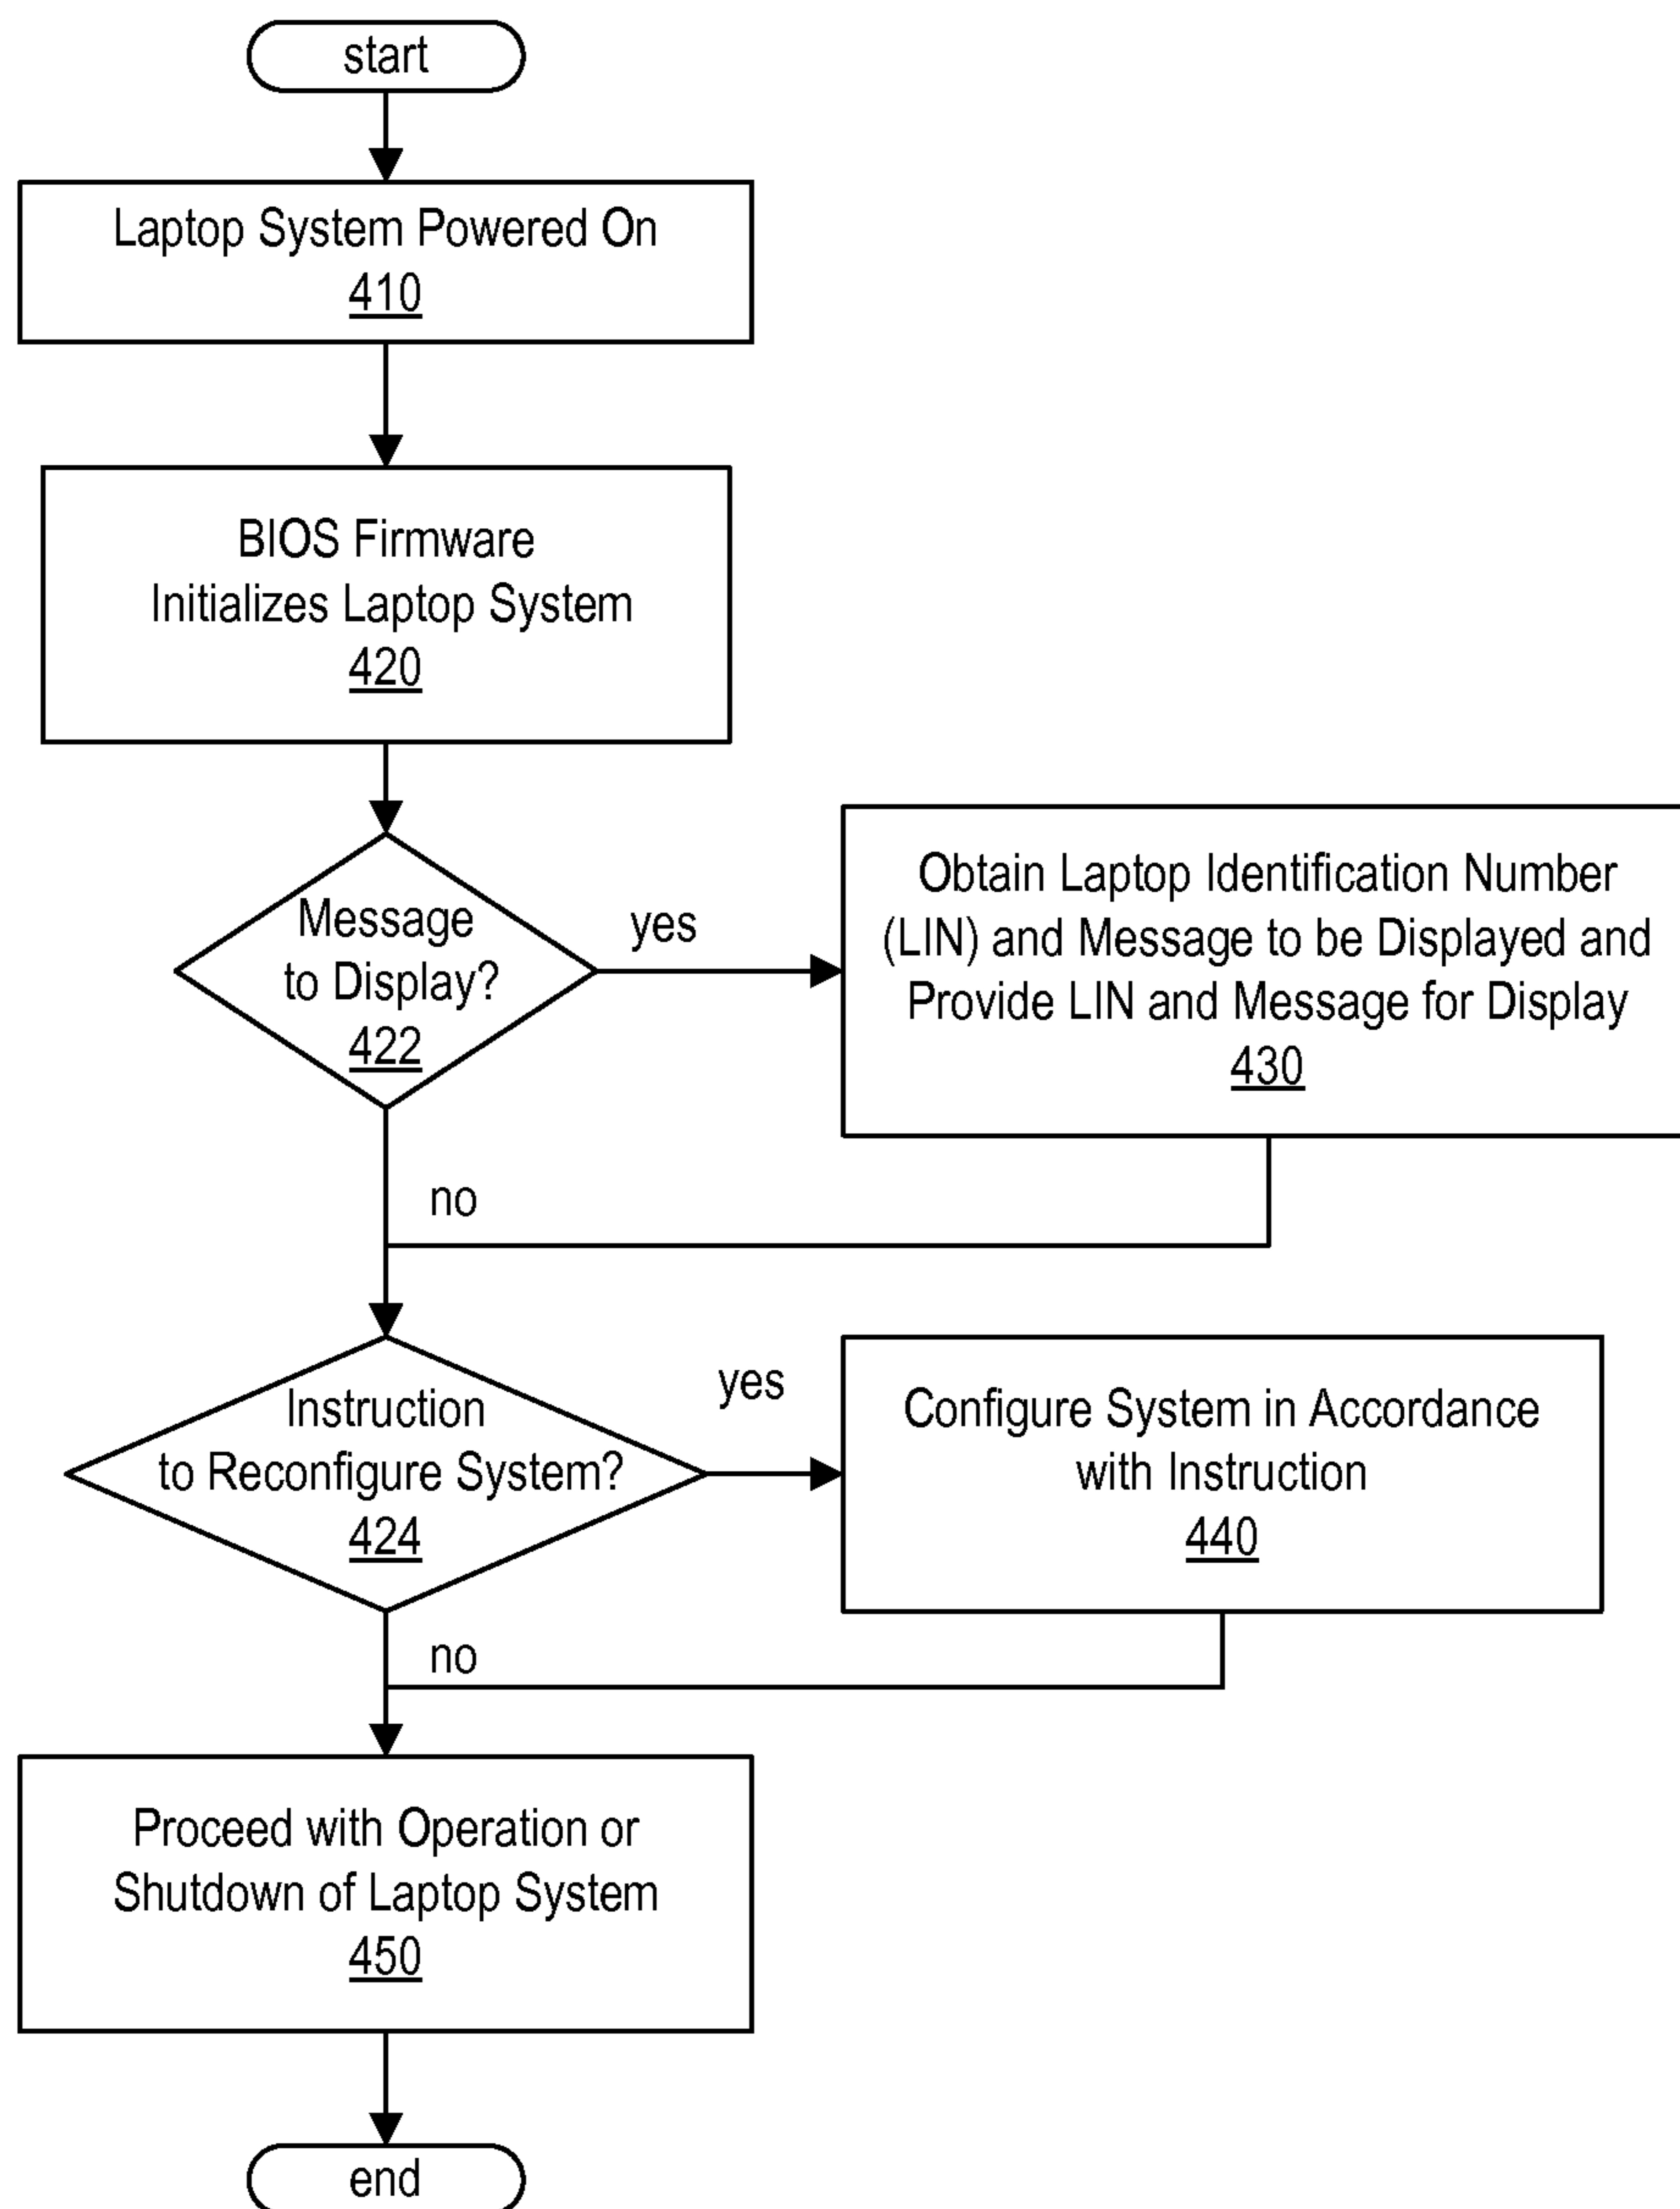 start
Laptop System Powered On
410
BIOS Firmware
Initializes Laptop System
420
Message
to Display?
422
yes
Obtain Laptop Identification Number
(LIN) and Message to be Displayed and
Provide LIN and Message for Display
430
no
Instruction
to Reconfigure System?
424
yes
Configure System in Accordance
with Instruction
440
no
Proceed with Operation or
Shutdown of Laptop System
450
end